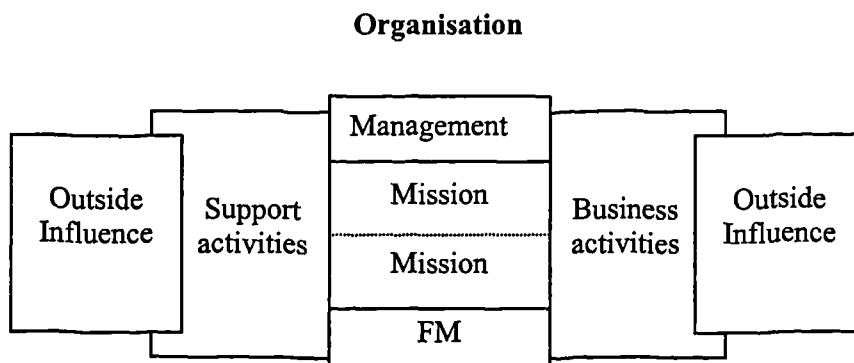 Organisation
Management
Outside
Influence
Support
activities
Mission
Mission
Business
activities
Outside
Influence
FM